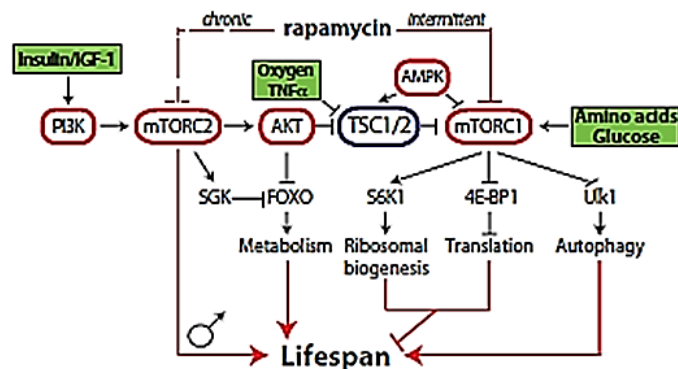 chronic
intermittent
rapamycin
Insulin/IGF-1
Oxygen
TNFα
AMPK
PI3K
mTORC2
AKT
TSC1/2
mTORC1
Amino acids
Glucose
SGK
FOXO
S6K1
4E-BP1
Ulk1
Metabolism
Ribosomal
biogenesis
Translation
Autophagy
Lifespan